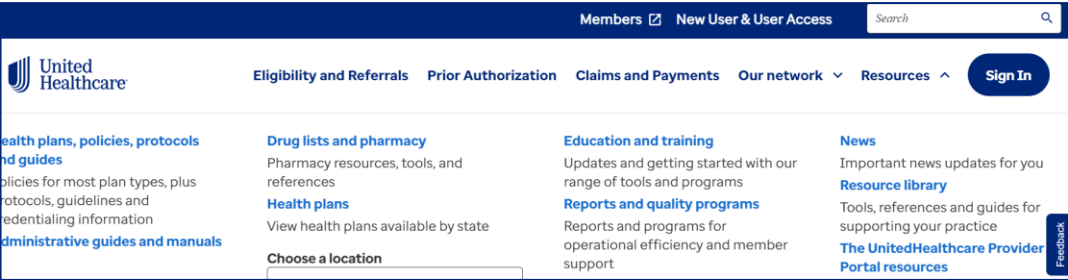 Members New User & User Access Search
United
Healthcare
Eligibility and Referrals Prior Authorization Claims and Payments Our network Resources Sign In
ealth plans, policies, protocols
nd guides
olicies for most plan types, plus
rotocols, guidelines and
redentialing information
dministrative guides and manuals
Drug lists and pharmacy
Pharmacy resources, tools, and
references
Health plans
View health plans available by state
Choose a location
Education and training
Updates and getting started with our
range of tools and programs
Reports and quality programs
Reports and programs for
operational efficiency and member
support
News
Important news updates for you
Resource library
Tools, references and guides for
supporting your practice
The UnitedHealthcare Provider
Portal resources
Feedback